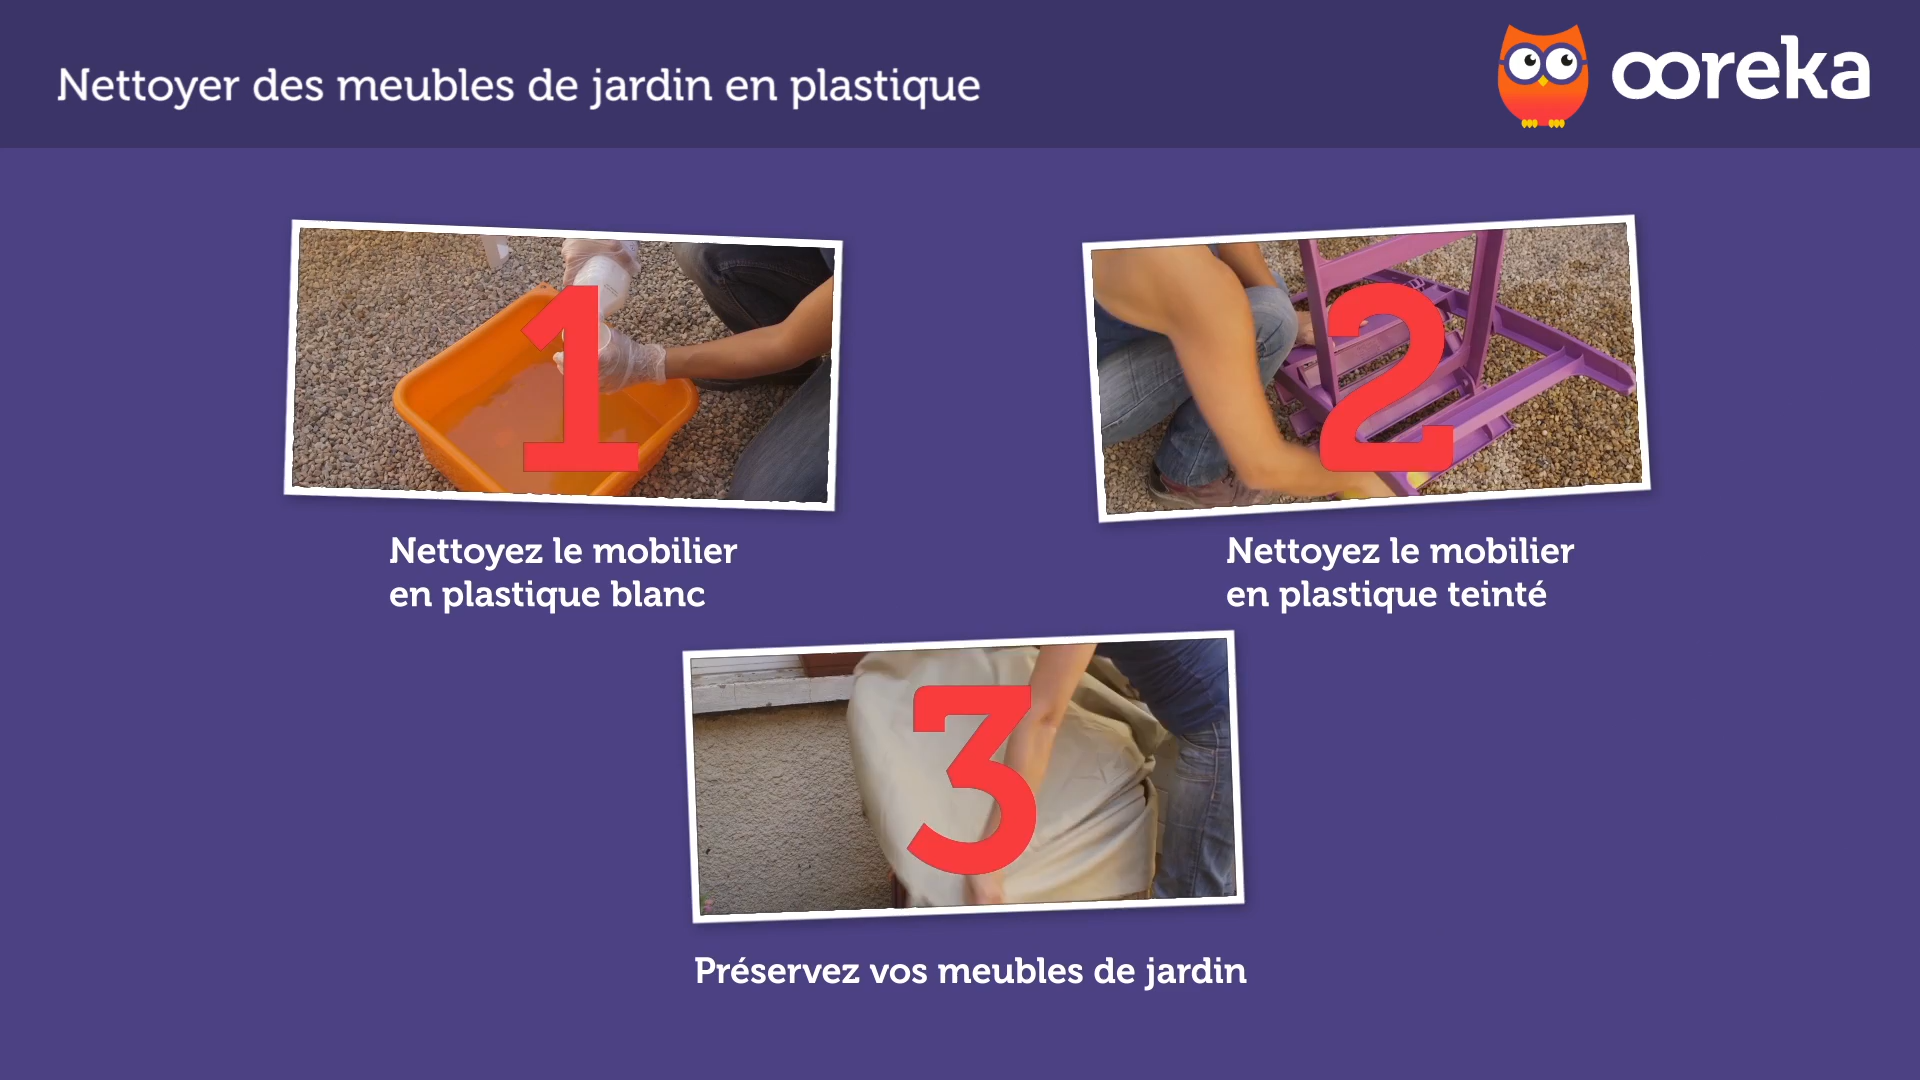 Nettoyer des meubles de jardin en plastique
ooreka
1
2
Nettoyez le mobilier
en plastique blanc
Nettoyez le mobilier
en plastique teinté
3
Préservez vos meubles de jardin